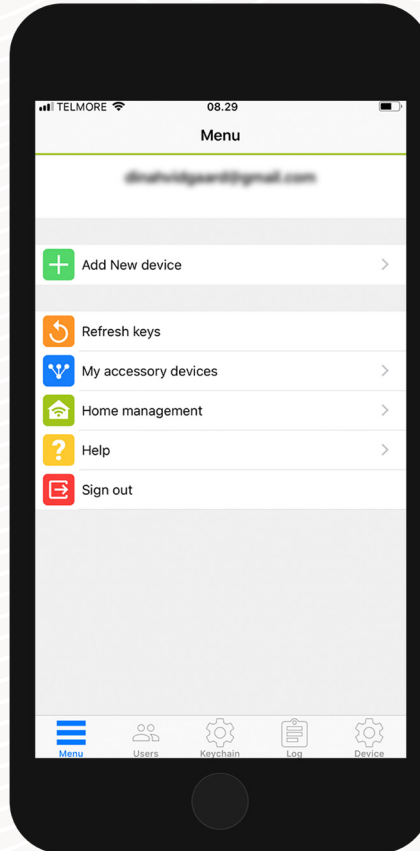 TELMORE 08.29
Menu
Add New device
Refresh keys
My accessory devices
Home management
? Help
Sign out
Menu Users Keychain Log Device